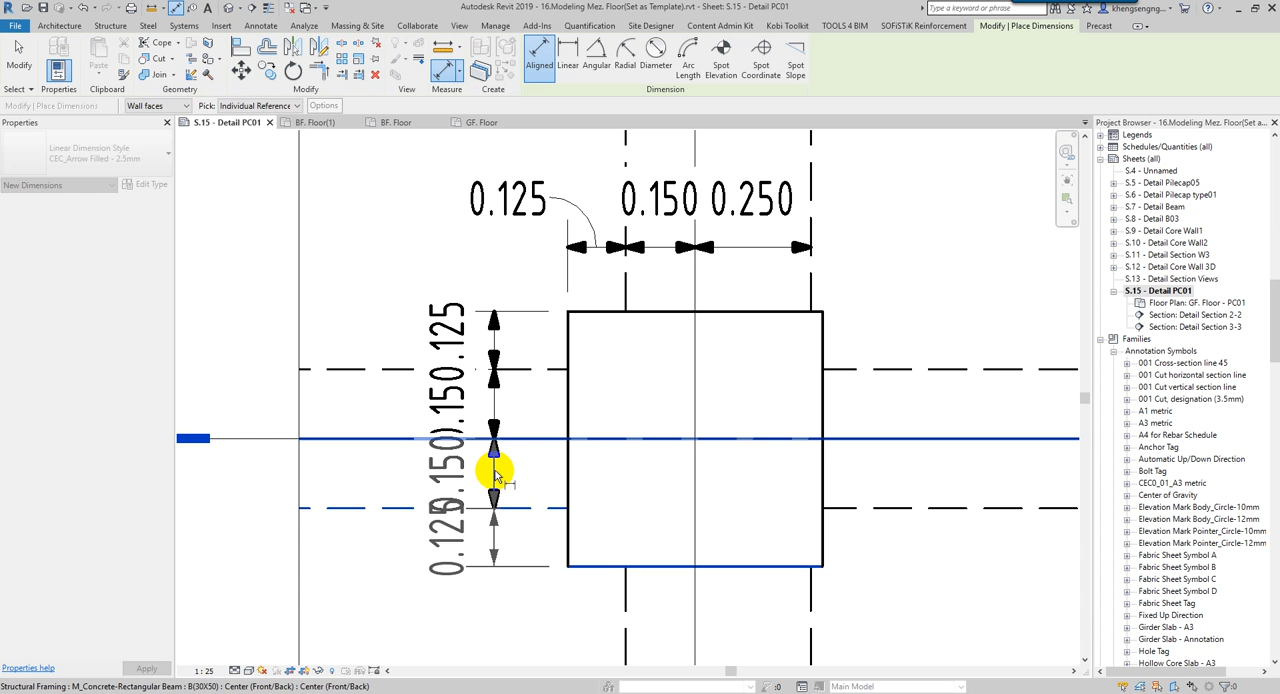 Autodesk Revit 2019 - 16.Modeling Mez. Floor(Set as Template).rvt - Sheet: S.15 - Detail PC01
Type a keyword or phrase
khengsengng...
File Architecture Structure Steel Systems Insert Annotate Analyze Massing & Site Collaborate View Manage Add-Ins Quantification Site Designer Content Admin Kit Kobi Toolkit TOOLS 4 BIM SOFiSTiK Reinforcement Modify | Place Dimensions Precast
Modify
Paste
Cope
Cut
Join
Aligned Linear Angular Radial Diameter Arc Length Spot Elevation Spot Coordinate Spot Slope
Select Properties Clipboard Geometry Modify View Measure Create Dimension
Modify | Place Dimensions Wall faces Pick: Individual Reference Options
Properties
S.15 - Detail PC01 BF. Floor(1) BF. Floor GF. Floor
Project Browser - 16.Modeling Mez. Floor(Set a...
Linear Dimension Style
CEC_Arrow Filled - 2.5mm
New Dimensions Edit Type
0.125 0.150 0.250
0.125
0.150
0.150
0.125
Legends
Schedules/Quantities (all)
Sheets (all)
S.4 - Unnamed
S.5 - Detail Pilecap05
S.6 - Detail Pilecap type01
S.7 - Detail Beam
S.8 - Detail B03
S.9 - Detail Core Wall1
S.10 - Detail Core Wall2
S.11 - Detail Section W3
S.12 - Detail Core Wall 3D
S.13 - Detail Section Views
S.15 - Detail PC01
Floor Plan: GF. Floor - PC01
Section: Detail Section 2-2
Section: Detail Section 3-3
Families
Annotation Symbols
001 Cross-section line 45
001 Cut horizontal section line
001 Cut vertical section line
001 Cut, designation (3.5mm)
A1 metric
A3 metric
A4 for Rebar Schedule
Anchor Tag
Automatic Up/Down Direction
Bolt Tag
CEC0_01_A3 metric
Center of Gravity
Elevation Mark Body_Circle-10mm
Elevation Mark Body_Circle-12mm
Elevation Mark Pointer_Circle-10mm
Elevation Mark Pointer_Circle-12mm
Fabric Sheet Symbol A
Fabric Sheet Symbol B
Fabric Sheet Symbol C
Fabric Sheet Symbol D
Fabric Sheet Tag
Fixed Up Direction
Girder Slab - A3
Girder Slab - Annotation
Hole Tag
Hollow Core Slab - A3
Properties help Apply
1 : 25
Structural Framing : M_Concrete-Rectangular Beam : B(30X50) : Center (Front/Back) : Center (Front/Back)
:0
Main Model
:0